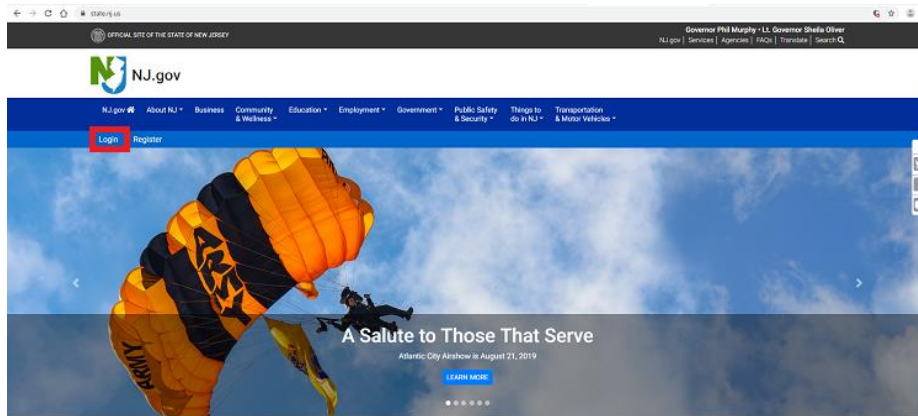 state.nj.us
OFFICIAL SITE OF THE STATE OF NEW JERSEY
Governor Phil Murphy • Lt. Governor Sheila Oliver
NJ.gov | Services | Agencies | FAQs | Translate | Search
NJ NJ.gov
NJ.gov About NJ Business Community & Wellness Education Employment Government Public Safety & Security Things to do in NJ Transportation & Motor Vehicles
Login Register
ARMY
ARMY
A Salute to Those That Serve
Atlantic City Airshow is August 21, 2019
LEARN MORE